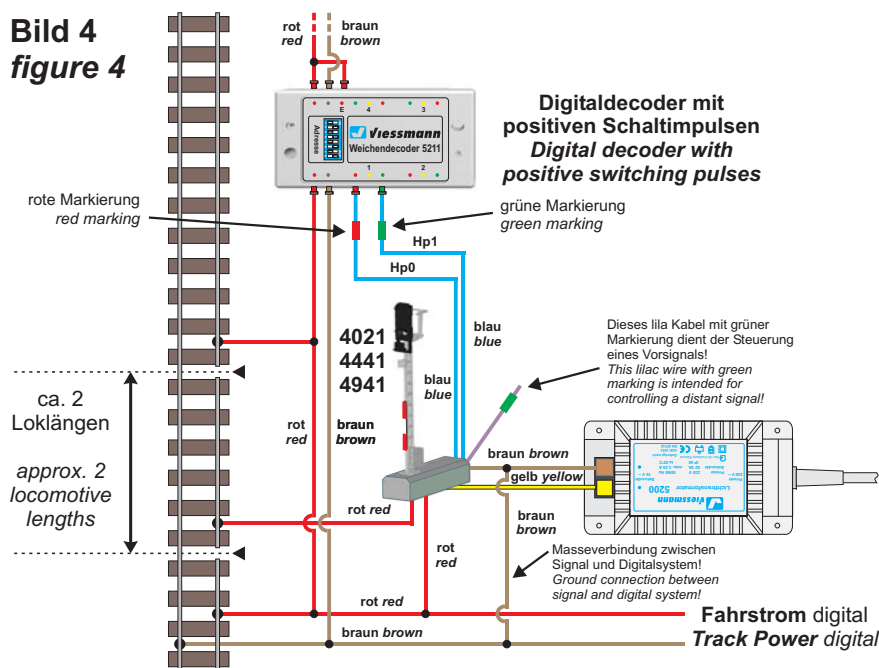 Bild 4
figure 4
rot
red
braun
brown
E
4
3
Adresse
Viessmann
Weichendecoder 5211
1
2
Digitaldecoder mit
positiven Schaltimpulsen
Digital decoder with
positive switching pulses
rote Markierung
red marking
grüne Markierung
green marking
Hp1
Hp0
4021
4441
4941
blau
blue
blau
blue
Dieses lila Kabel mit grüner
Markierung dient der Steuerung
eines Vorsignals!
This lilac wire with green
marking is intended for
controlling a distant signal!
ca. 2
Loklängen
approx. 2
locomotive
lengths
rot
red
braun
brown
braun brown
gelb yellow
Viessmann
Lichttransformator
5200
rot red
rot
red
braun
brown
Masseverbindung zwischen
Signal und Digitalsystem!
Ground connection between
signal and digital system!
rot red
Fahrstrom digital
braun brown
Track Power digital